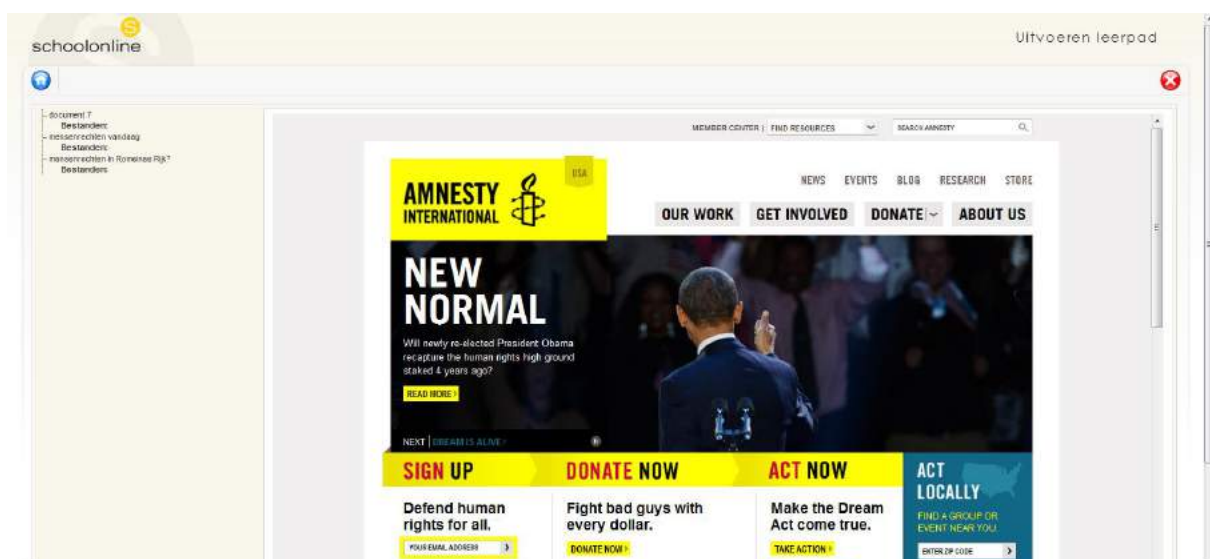 schoolonline
Uitvoeren leerpad
document 7
Bestanden:
mensenrechten vandaag
Bestanden:
mensenrechten in Romeinse Rijk?
Bestanden:
MEMBER CENTER | FIND RESOURCES
SEARCH AMNESTY
AMNESTY
INTERNATIONAL
USA
NEWS EVENTS BLOG RESEARCH STORE
OUR WORK GET INVOLVED DONATE ABOUT US
NEW
NORMAL
Will newly re-elected President Obama
recapture the human rights high ground
staked 4 years ago?
READ MORE
NEXT | DREAM IS ALIVE
SIGN UP
Defend human
rights for all.
YOUR EMAIL ADDRESS
DONATE NOW
Fight bad guys with
every dollar.
DONATE NOW
ACT NOW
Make the Dream
Act come true.
TAKE ACTION
ACT
LOCALLY
FIND A GROUP OR
EVENT NEAR YOU.
ENTER ZIP CODE